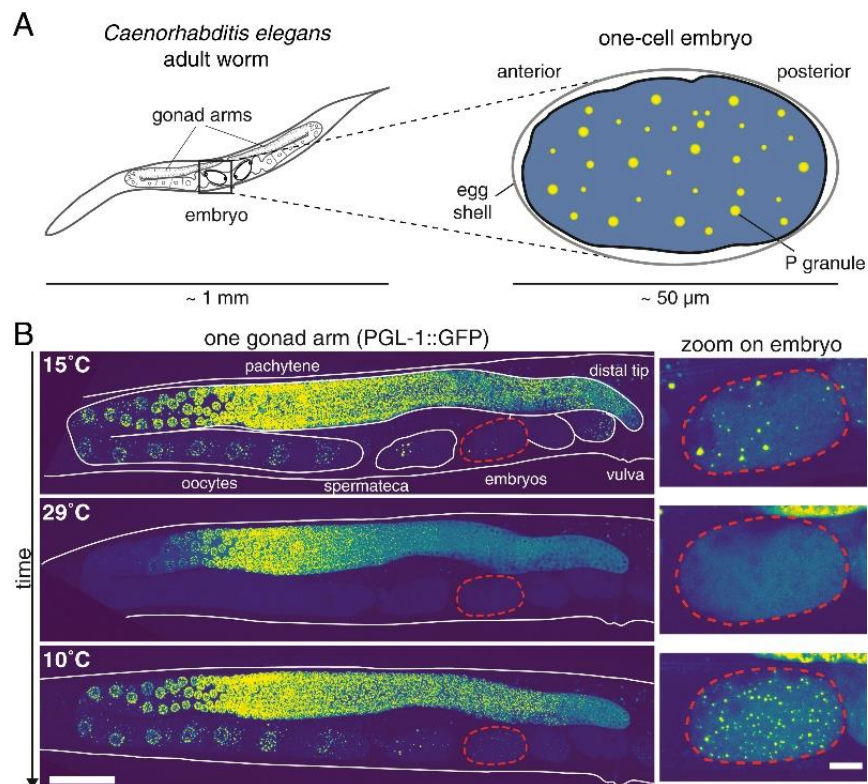 A
Caenorhabditis elegans
adult worm
gonad arms
embryo
~ 1 mm
one-cell embryo
anterior
posterior
egg
shell
P granule
~ 50 μm
B
one gonad arm (PGL-1::GFP)
zoom on embryo
time
15˚C
pachytene
distal tip
oocytes
spermateca
embryos
vulva
29˚C
10˚C